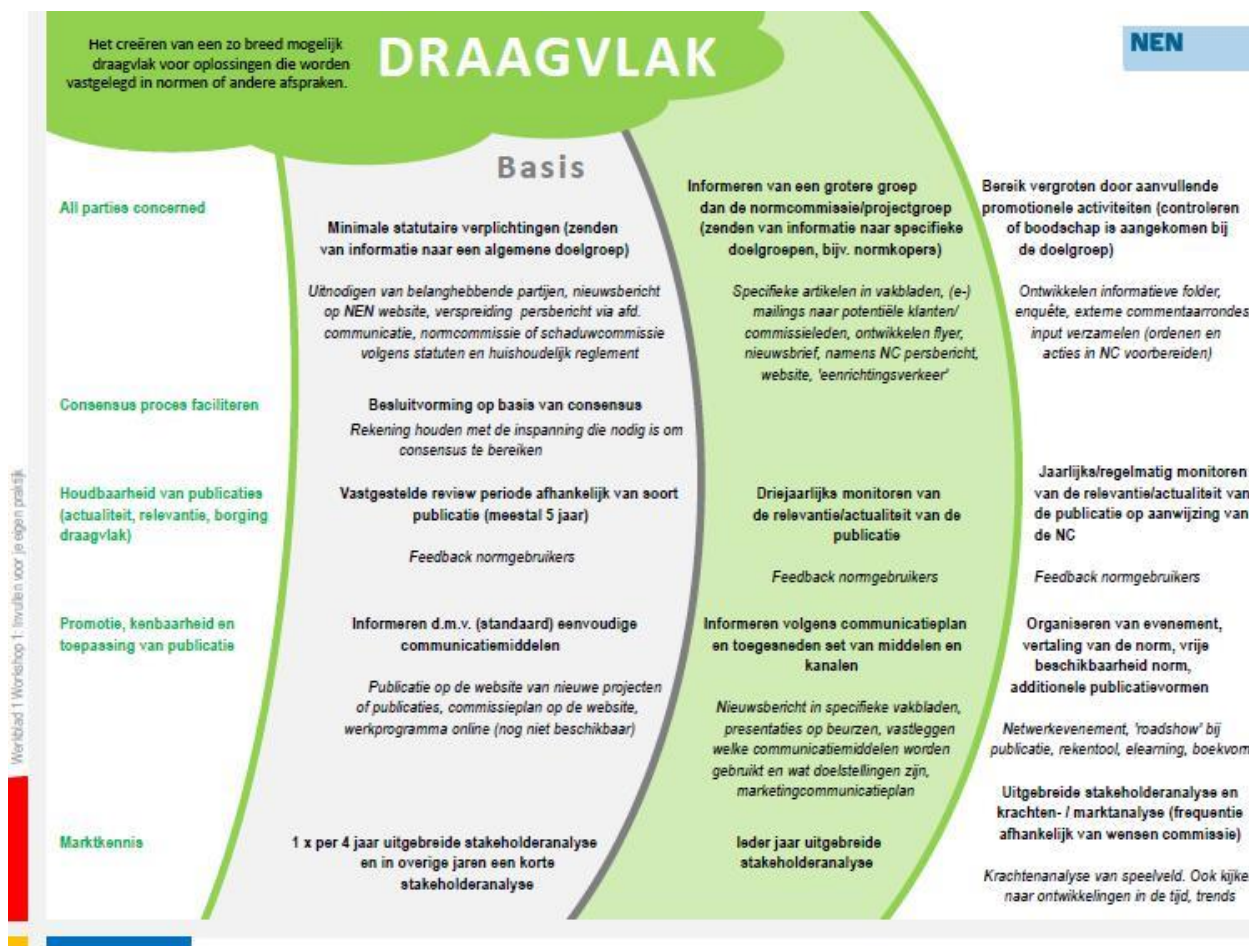 Het creëren van een zo breed mogelijk
draagvlak voor oplossingen die worden
vastgelegd in normen of andere afspraken.
DRAAGVLAK
NEN
Basis
All parties concerned
Minimale statutaire verplichtingen (zenden
van informatie naar een algemene doelgroep)
Uitnodigen van belanghebbende partijen, nieuwsbericht
op NEN website, verspreiding persbericht via afd.
communicatie, normcommissie of schaduwcommissie
volgens statuten en huishoudelijk reglement
Informeren van een grotere groep
dan de normcommissie/projectgroep
(zenden van informatie naar specifieke
doelgroepen, bijv. normkopers)
Specifieke artikelen in vakbladen, (e-)
mailings naar potentiële klanten/
commissieleden, ontwikkelen flyer,
nieuwsbrief, namens NC persbericht,
website, 'eenrichtingsverkeer'
Bereik vergroten door aanvullende
promotionele activiteiten (controleren
of boodschap is aangekomen bij
de doelgroep)
Ontwikkelen informatieve folder,
enquête, externe commentaarrondes
input verzamelen (ordenen en
acties in NC voorbereiden)
Consensus proces faciliteren
Besluitvorming op basis van consensus
Rekening houden met de inspanning die nodig is om
consensus te bereiken
Houdbaarheid van publicaties
(actualiteit, relevantie, borging
draagvlak)
Vastgestelde review periode afhankelijk van soort
publicatie (meestal 5 jaar)
Feedback normgebruikers
Driejaarlijks monitoren van
de relevantie/actualiteit van de
publicatie
Feedback normgebruikers
Jaarlijks/regelmatig monitoren
van de relevantie/actualiteit van
de publicatie op aanwijzing van
de NC
Feedback normgebruikers
Promotie, kenbaarheid en
toepassing van publicatie
Informeren d.m.v. (standaard) eenvoudige
communicatiemiddelen
Publicatie op de website van nieuwe projecten
of publicaties, commissieplan op de website,
werkprogramma online (nog niet beschikbaar)
Informeren volgens communicatieplan
en toegesneden set van middelen en
kanalen
Nieuwsbericht in specifieke vakbladen,
presentaties op beurzen, vastleggen
welke communicatiemiddelen worden
gebruikt en wat doelstellingen zijn,
marketingcommunicatieplan
Organiseren van evenement,
vertaling van de norm, vrije
beschikbaarheid norm,
additionele publicatievormen
Netwerkevenement, 'roadshow' bij
publicatie, rekentool, elearning, boekvorm
Marktkennis
1 x per 4 jaar uitgebreide stakeholderanalyse
en in overige jaren een korte
stakeholderanalyse
Ieder jaar uitgebreide
stakeholderanalyse
Uitgebreide stakeholderanalyse en
krachten- / marktanalyse (frequentie
afhankelijk van wensen commissie)
Krachtenanalyse van speelveld. Ook kijke
naar ontwikkelingen in de tijd, trends
Werkblad 1 Workshop 1: Invullen voor je eigen praktijk